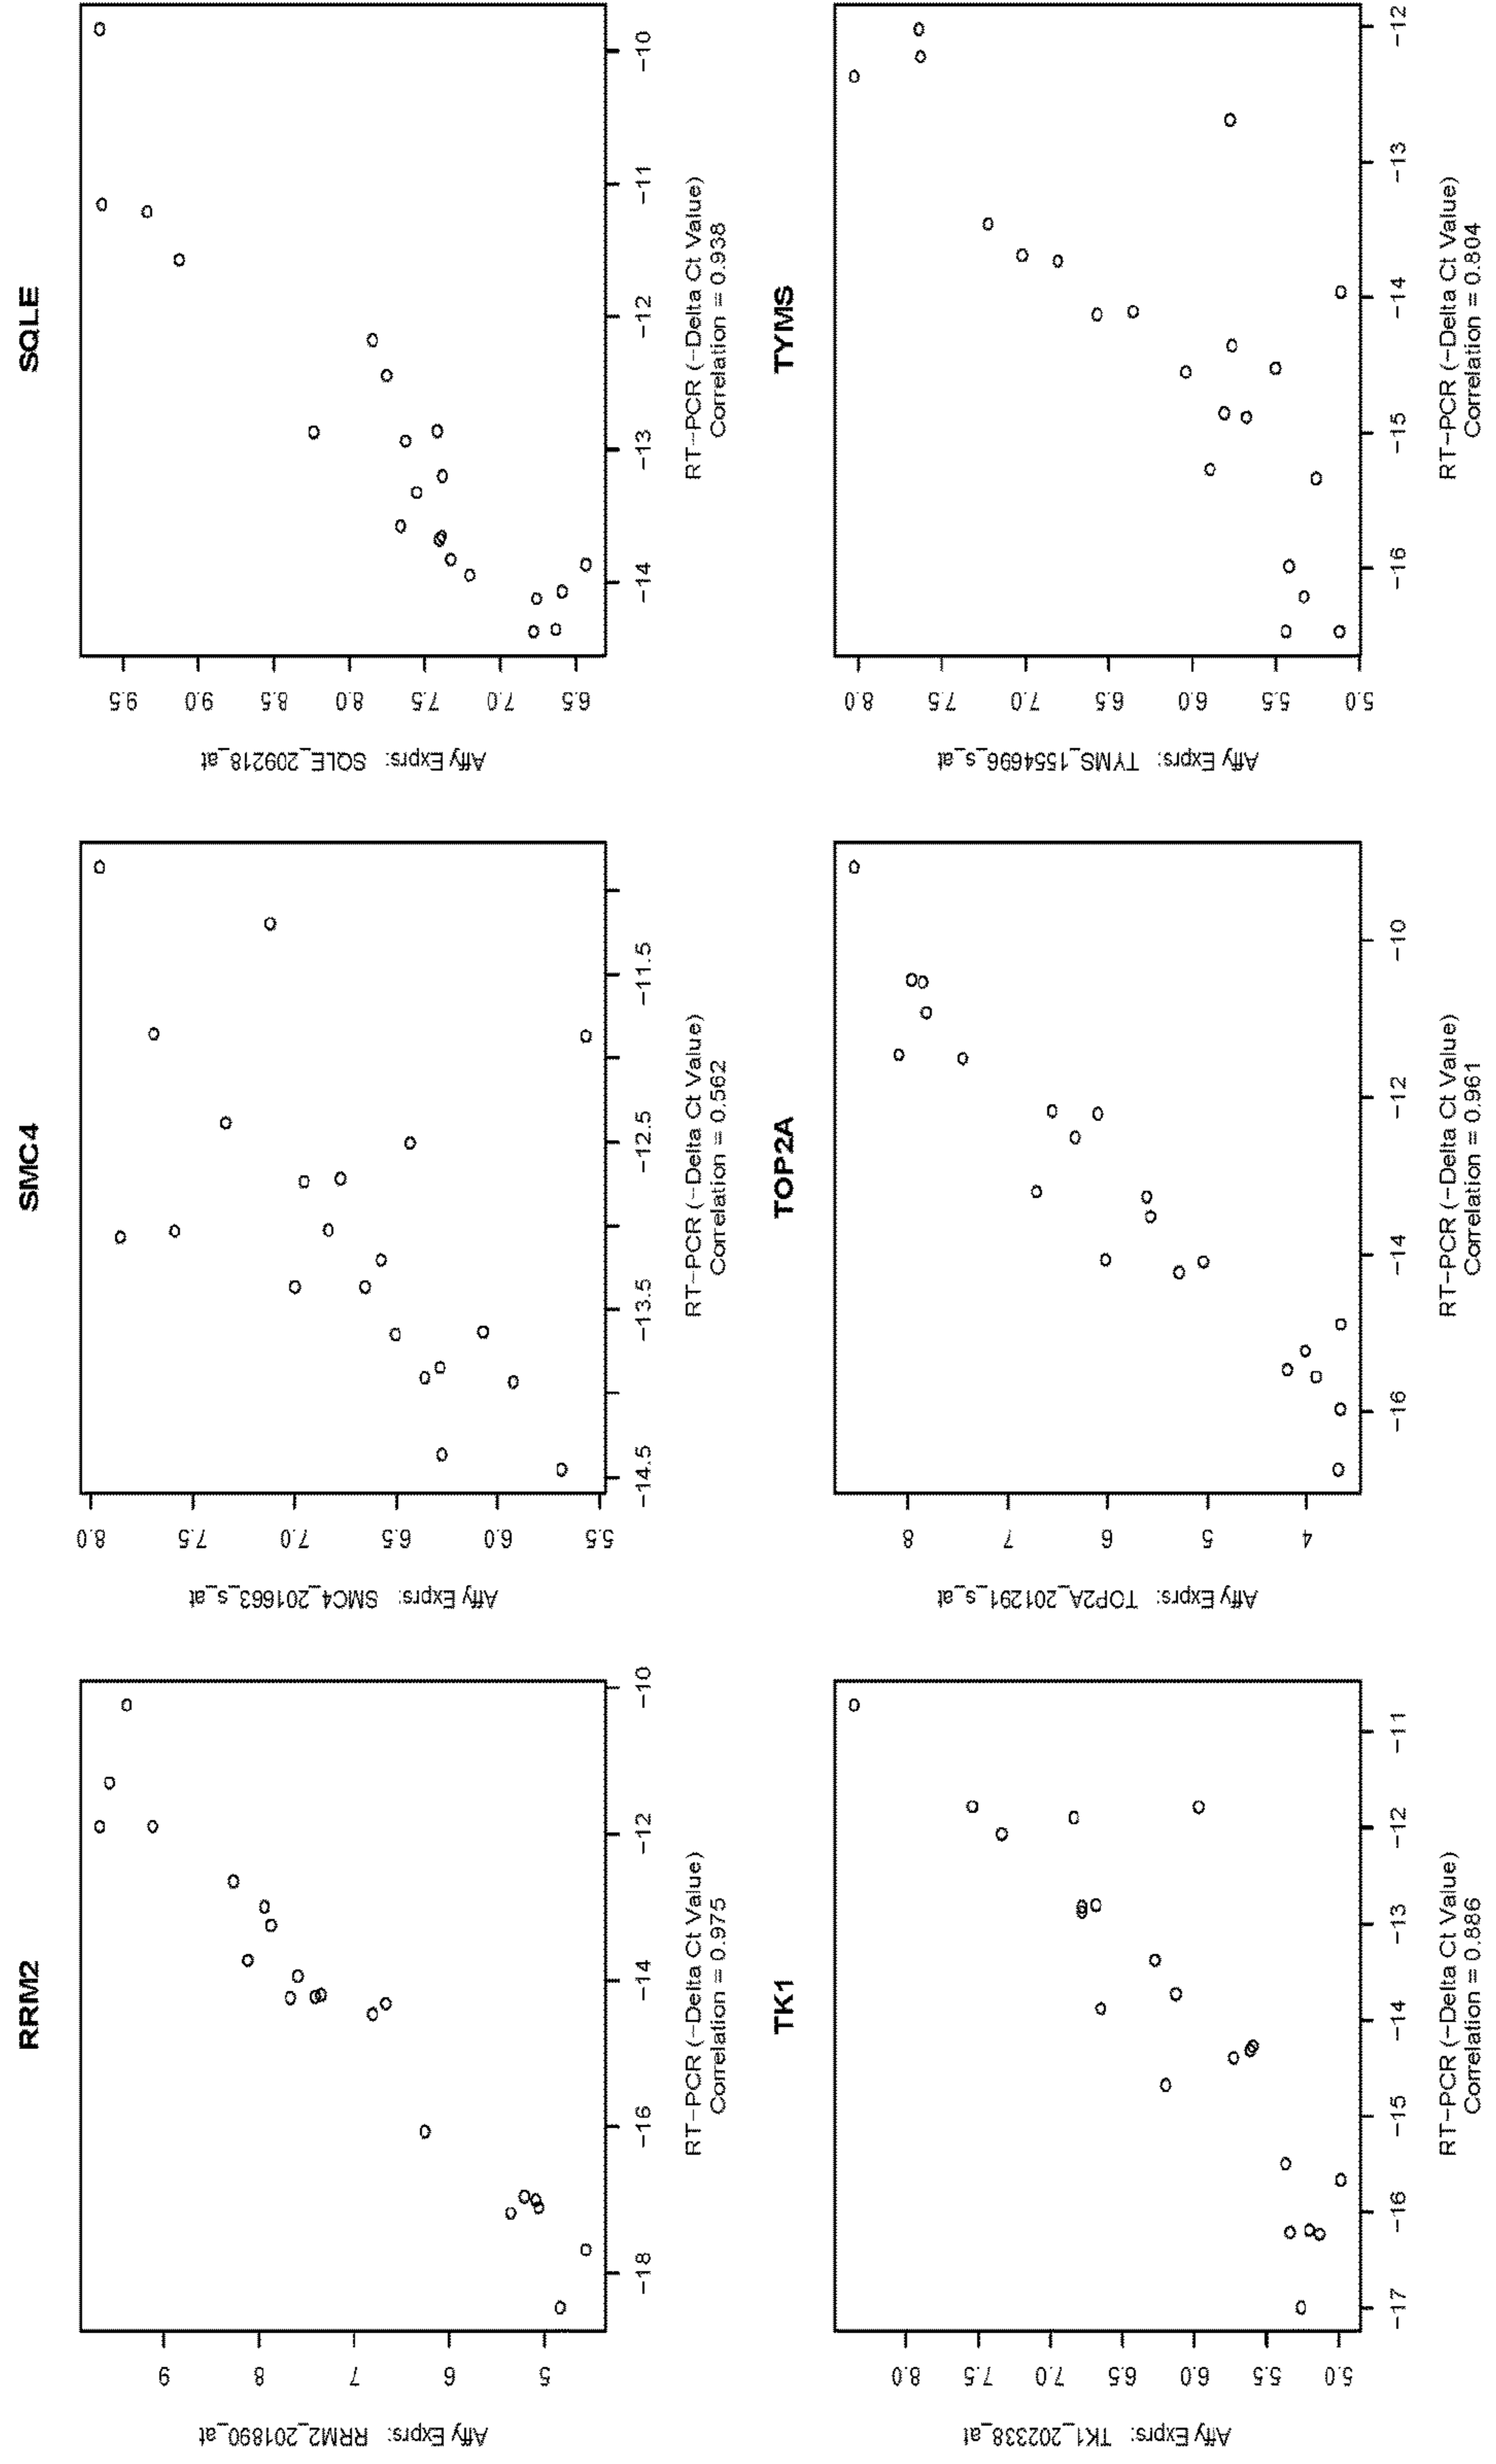 RRM2
Affy Exprs: RRM2_201890_at
9
8
7
6
5
-18
-16
-14
-12
-10
RT-PCR (-Delta Ct Value)
Correlation = 0.975
SMC4
Affy Exprs: SMC4_201663_s_at
8.0
7.5
7.0
6.5
6.0
5.5
-14.5
-13.5
-12.5
-11.5
RT-PCR (-Delta Ct Value)
Correlation = 0.562
SQLE
Affy Exprs: SQLE_209218_at
9.5
9.0
8.5
8.0
7.5
7.0
6.5
-14
-13
-12
-11
-10
RT-PCR (-Delta Ct Value)
Correlation = 0.938
TK1
Affy Exprs: TK1_202338_at
8.0
7.5
7.0
6.5
6.0
5.5
5.0
-17
-16
-15
-14
-13
-12
-11
RT-PCR (-Delta Ct Value)
Correlation = 0.886
TOP2A
Affy Exprs: TOP2A_201291_s_at
8
7
6
5
4
-16
-14
-12
-10
RT-PCR (-Delta Ct Value)
Correlation = 0.961
TYMS
Affy Exprs: TYMS_1554696_s_at
8.0
7.5
7.0
6.5
6.0
5.5
5.0
-16
-15
-14
-13
-12
RT-PCR (-Delta Ct Value)
Correlation = 0.804